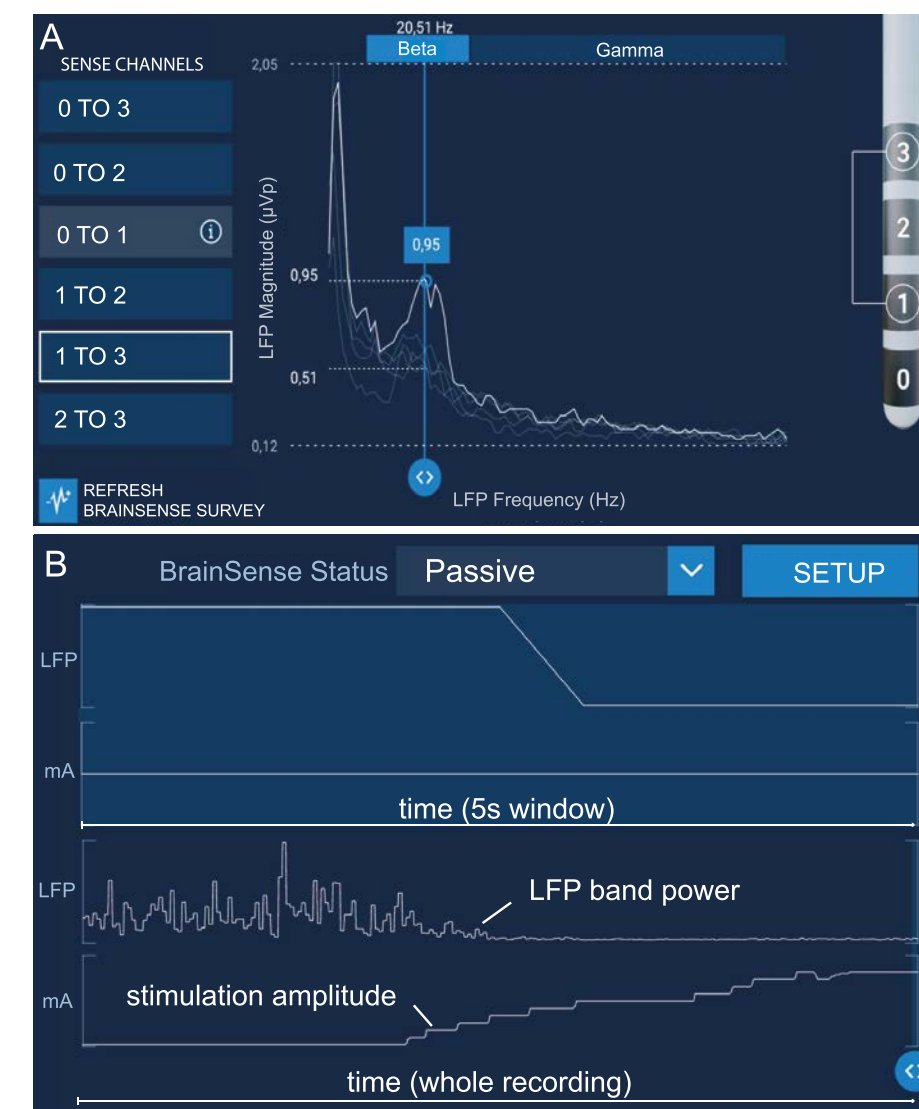 A
SENSE CHANNELS
0 TO 3
0 TO 2
0 TO 1
1 TO 2
1 TO 3
2 TO 3
REFRESH
BRAINSENSE SURVEY
20,51 Hz
Beta
Gamma
2,05
LFP Magnitude (µVp)
0,95
0,95
0,51
0,12
LFP Frequency (Hz)
3
2
1
0
B
BrainSense Status
Passive
SETUP
LFP
mA
time (5s window)
LFP
LFP band power
mA
stimulation amplitude
time (whole recording)